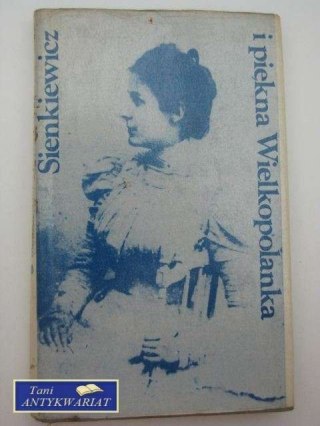 Sienkiewicz
i piękna Wielkopolanka
Tani
ANTYKWARIAT